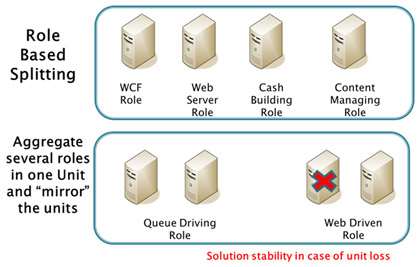 Role
Based
Splitting
WCF
Role
Web
Server
Role
Cash
Building
Role
Content
Managing
Role
Aggregate
several roles
in one Unit
and “mirror”
the units
Queue Driving
Role
Web Driven
Role
Solution stability in case of unit loss